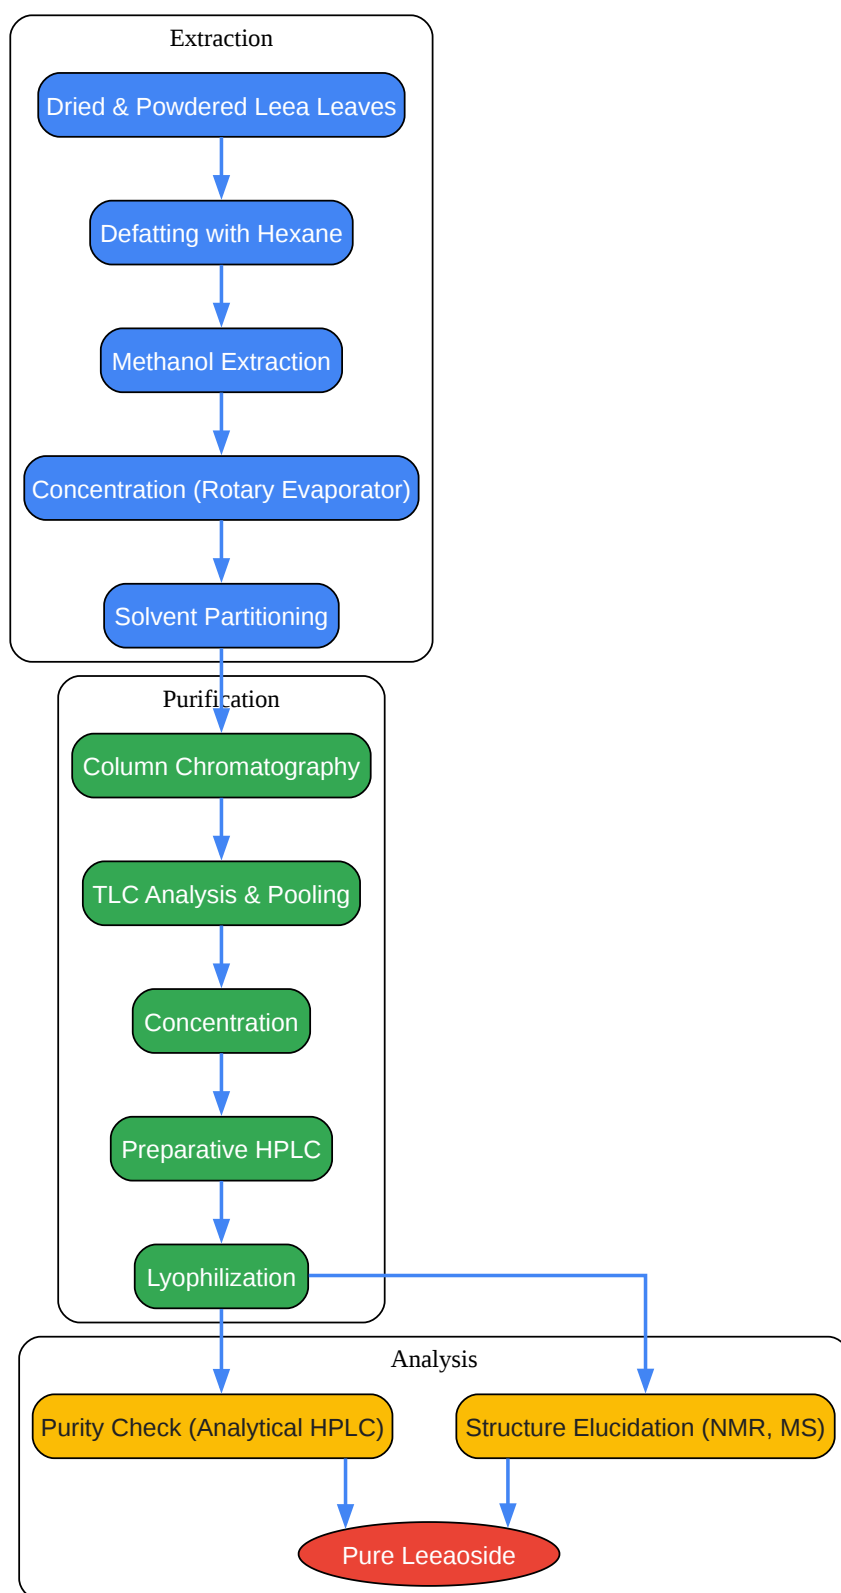 Extraction
Dried & Powdered Leea Leaves
Defatting with Hexane
Methanol Extraction
Concentration (Rotary Evaporator)
Solvent Partitioning
Purification
Column Chromatography
TLC Analysis & Pooling
Concentration
Preparative HPLC
Lyophilization
Analysis
Purity Check (Analytical HPLC)
Structure Elucidation (NMR, MS)
Pure Leeaoside